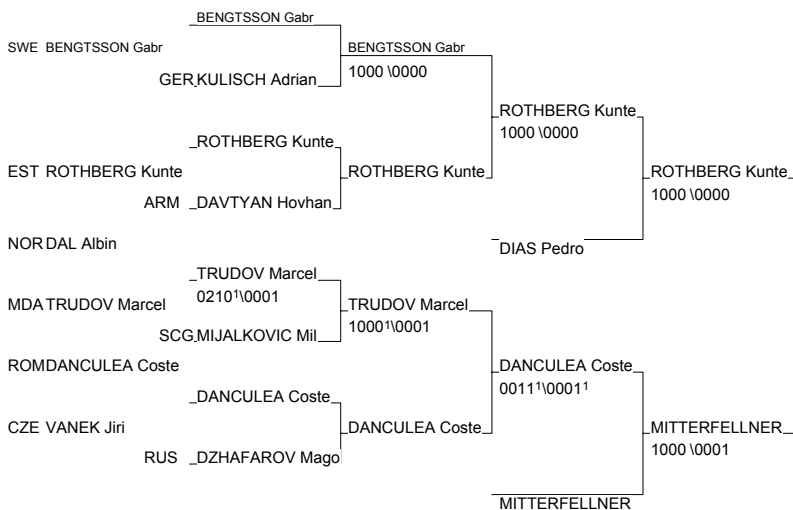 BENGTSSON Gabr
SWE BENGTSSON Gabr BENGTSSON Gabr
GER KULISCH Adrian 1000 \0000
ROTHBERG Kunte
1000 \0000
ROTHBERG Kunte
EST ROTHBERG Kunte ROTHBERG Kunte ROTHBERG Kunte
1000 \0000
ARM DAVTYAN Hovhan
NOR DAL Albin DIAS Pedro
TRUDOV Marcel
0210¹\0001
MDA TRUDOV Marcel TRUDOV Marcel
1000¹\0001
SCG MIJALKOVIC Mil
ROM DANCULEA Coste DANCULEA Coste
0011¹\0001¹
DANCULEA Coste
CZE VANEK Jiri DANCULEA Coste MITTERFELLNER
1000 \0001
RUS DZHAFAROV Mago
MITTERFELLNER